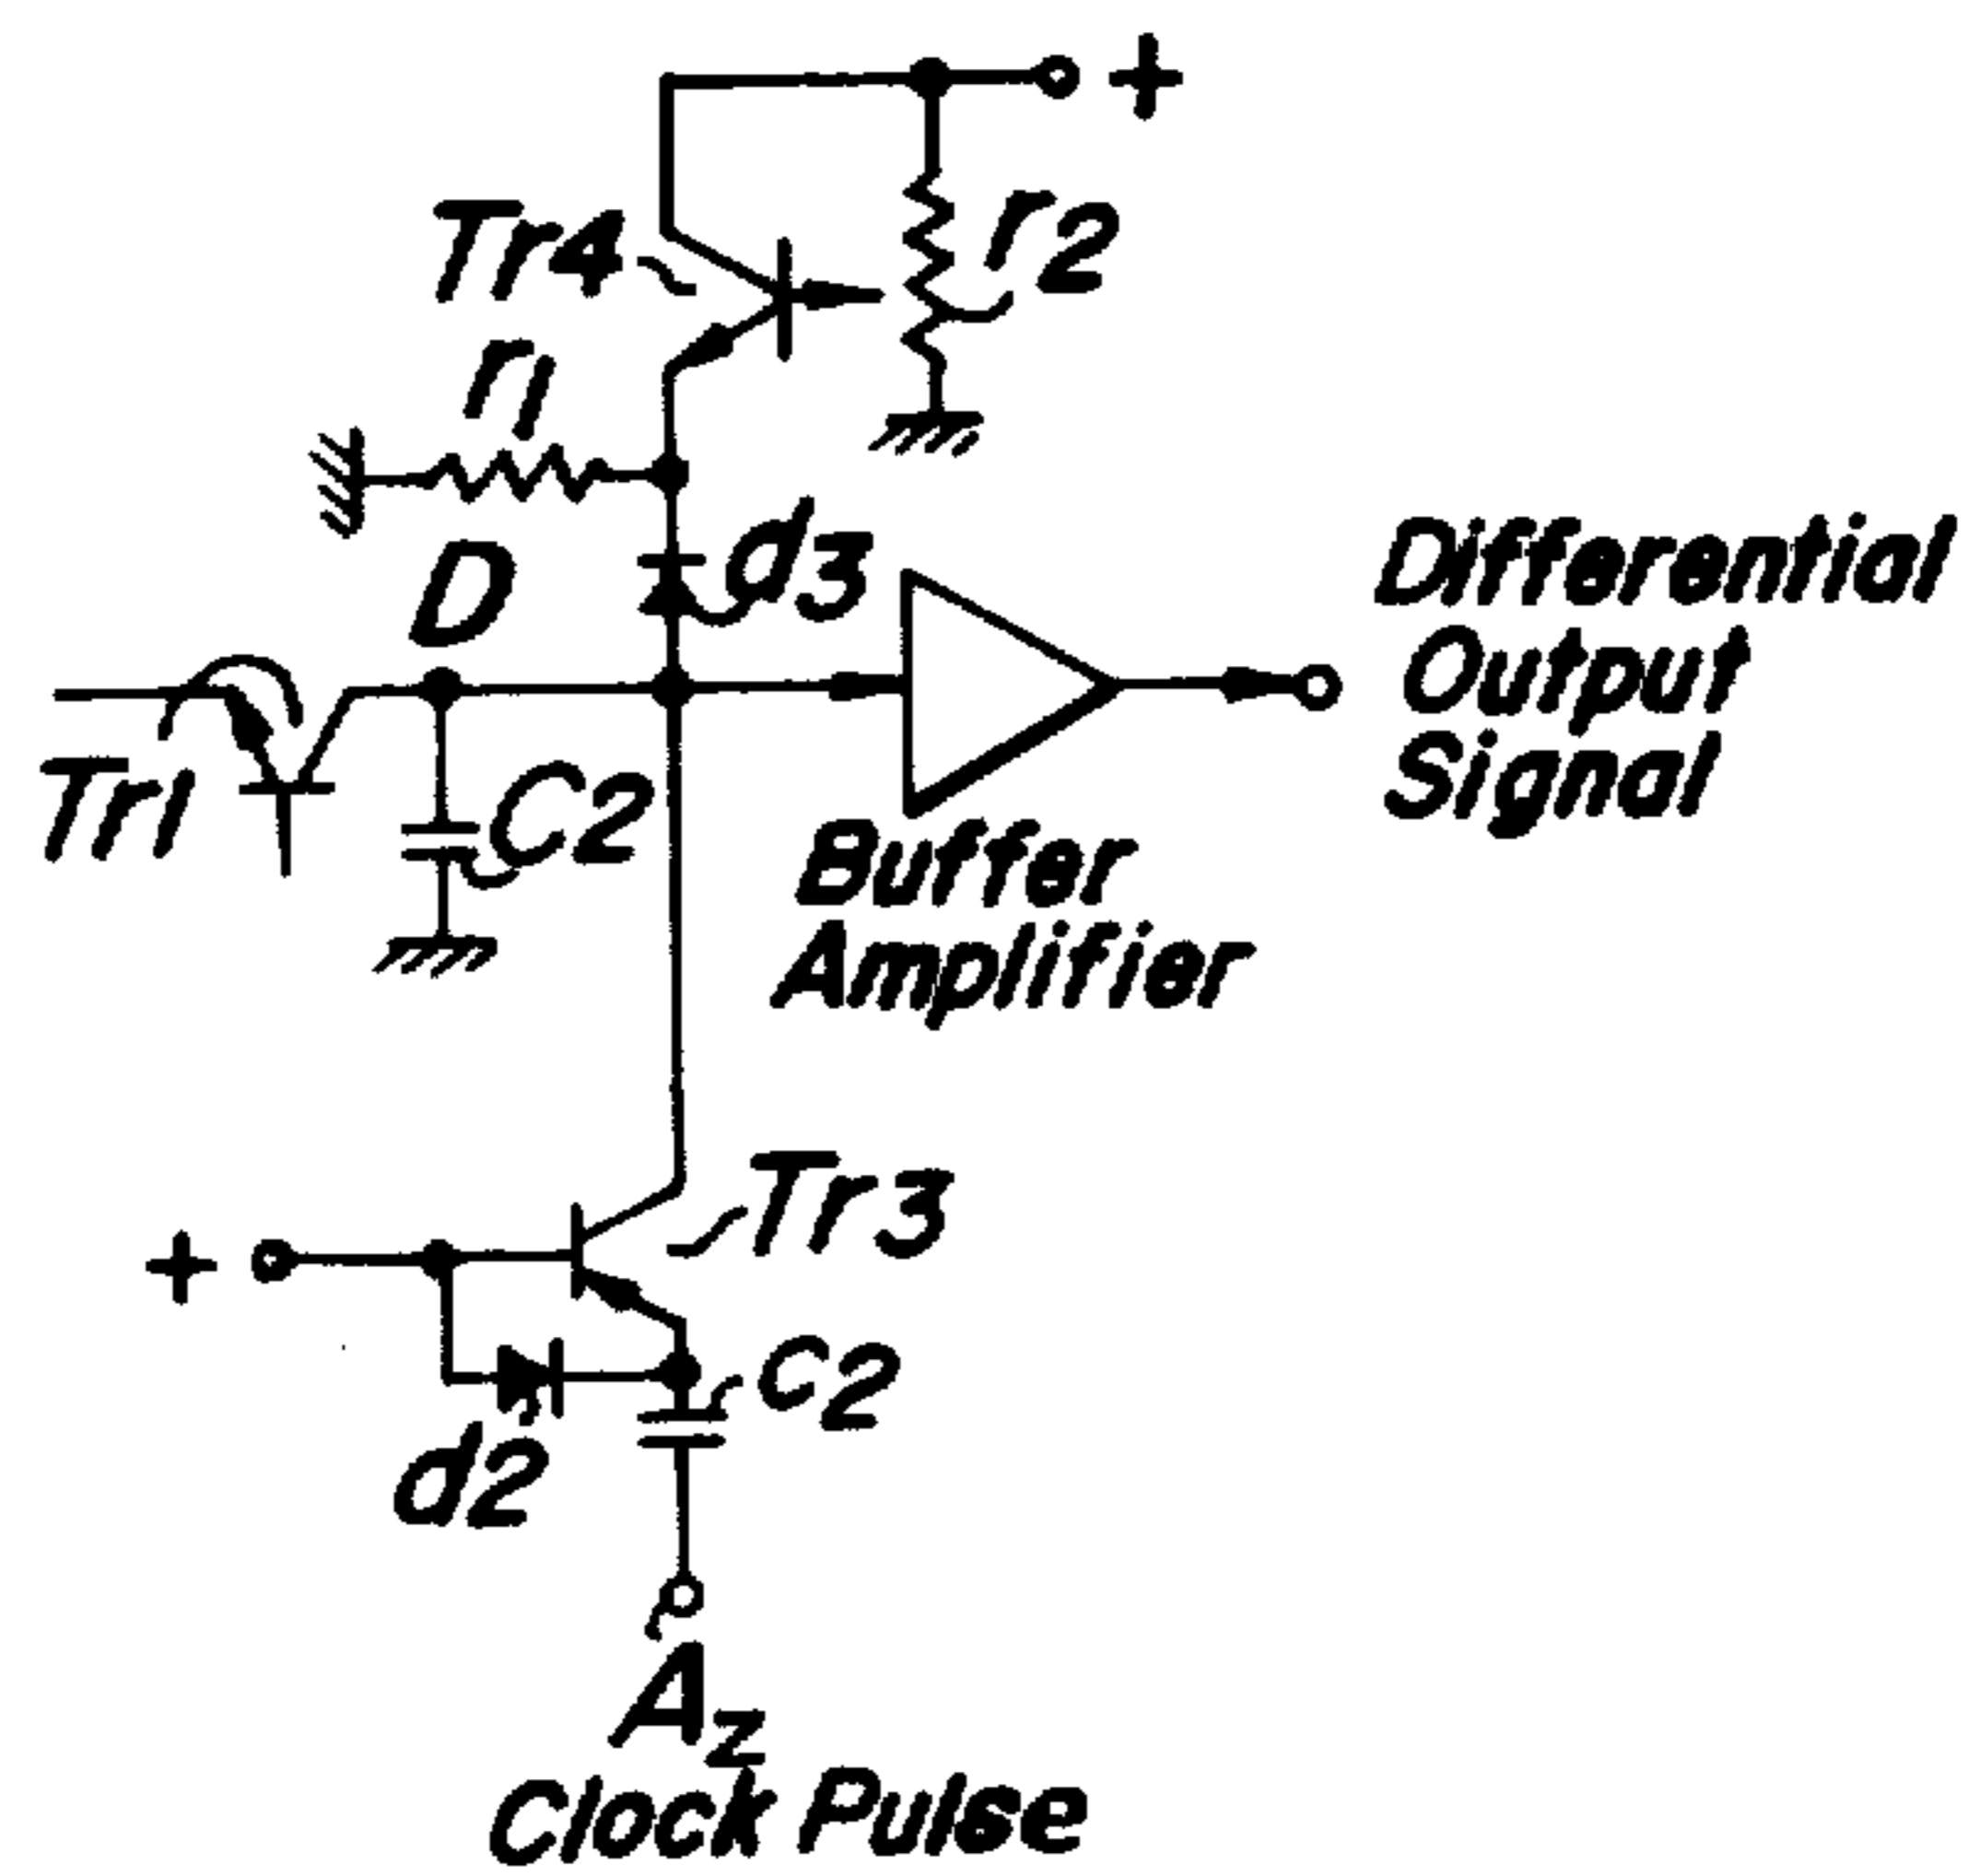 +
Tr4
r2
r1
D
d3
Differential
Output
Signal
Tr1
C2
Buffer
Amplifier
Tr3
+
C2
d2
Az
Clock Pulse